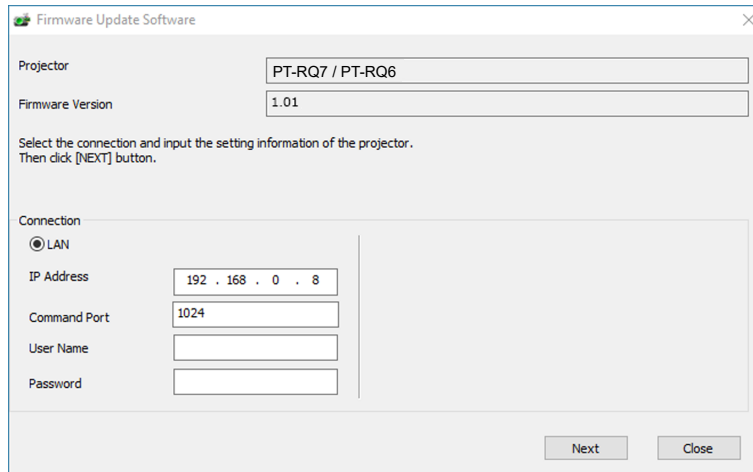 Firmware Update Software
Projector
PT-RQ7 / PT-RQ6
Firmware Version
1.01
Select the connection and input the setting information of the projector.
Then click [NEXT] button.
Connection
LAN
IP Address
192 . 168 . 0 . 8
Command Port
1024
User Name
Password
Next
Close